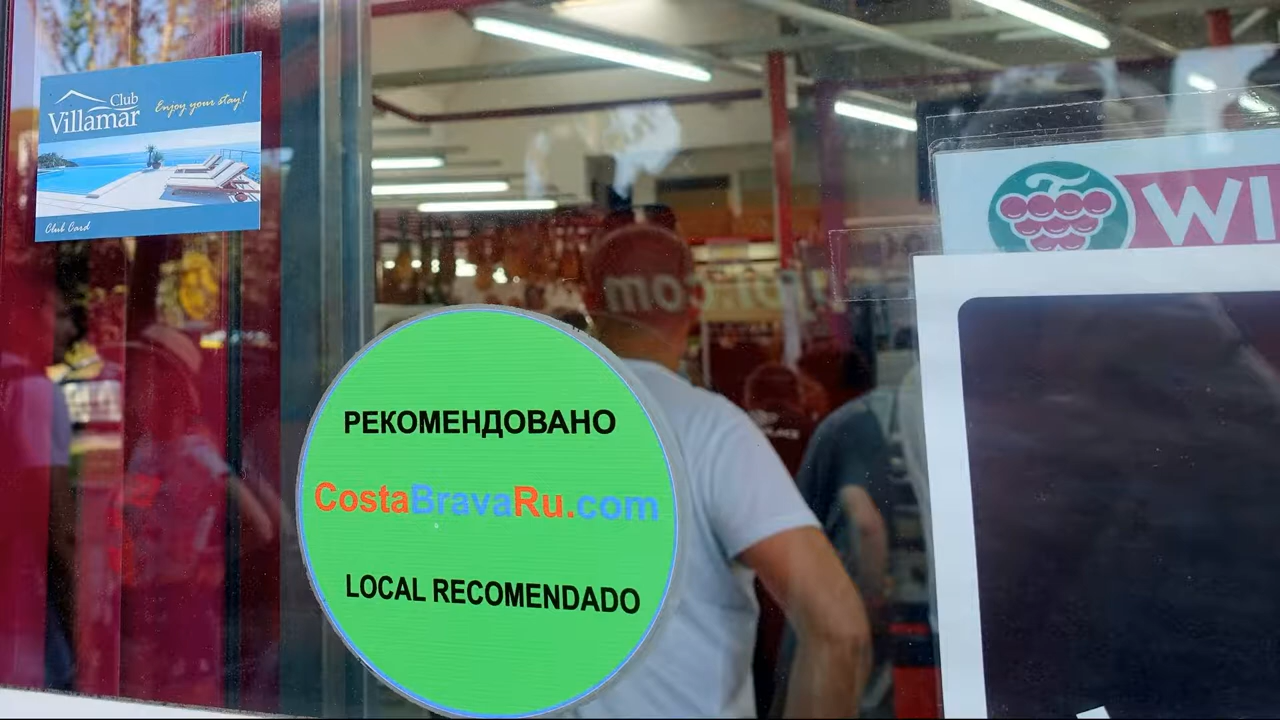 Club
Villamar
Enjoy your stay!
Club Card
WI
РЕКОМЕНДОВАНО
CostaBravaRu.com
LOCAL RECOMENDADO